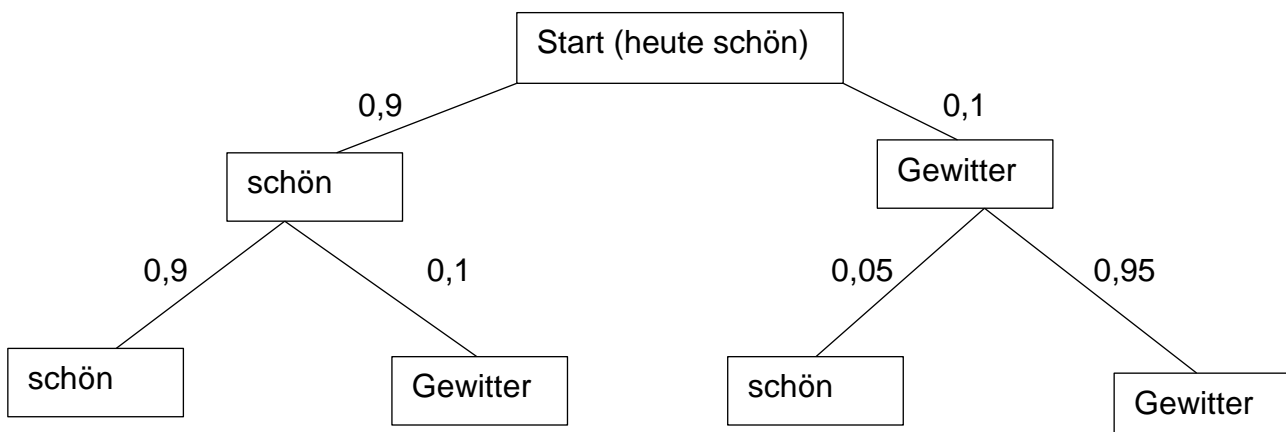 Start (heute schön)
0,9
0,1
schön
Gewitter
0,9
0,1
0,05
0,95
schön
Gewitter
schön
Gewitter